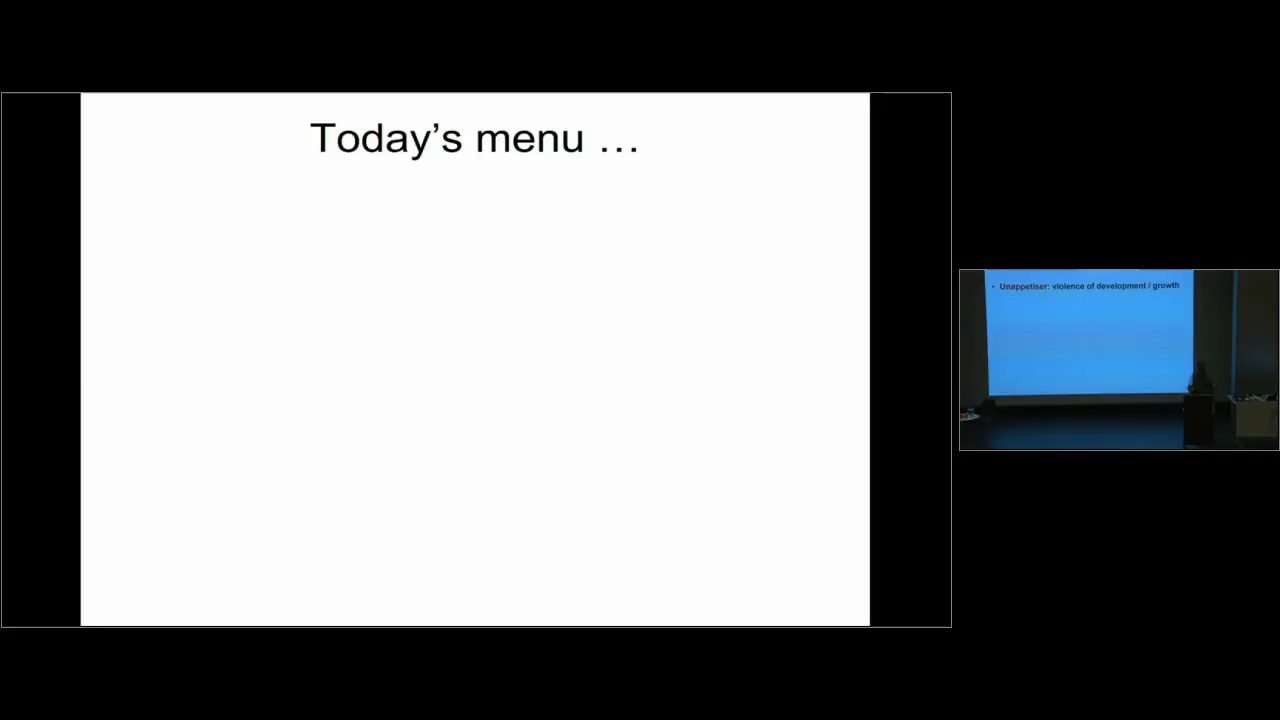 Today’s menu …
• Unappetiser: violence of development / growth